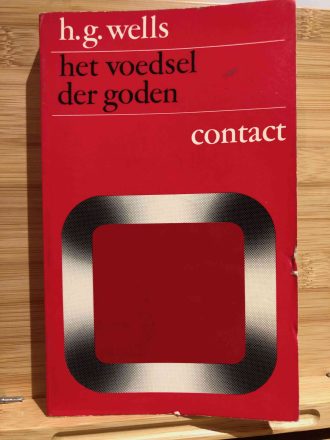 h.g. wells
het voedsel
der goden
contact